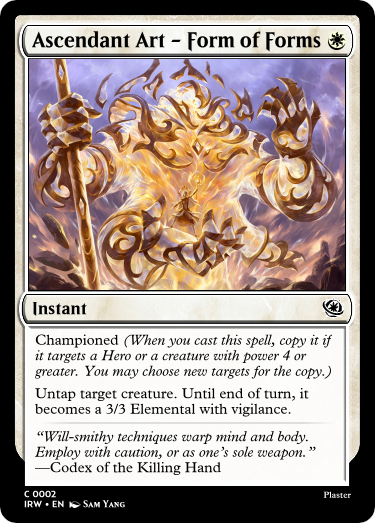 Ascendant Art – Form of Forms
Instant
Championed (When you cast this spell, copy it if
it targets a Hero or a creature with power 4 or
greater. You may choose new targets for the copy.)
Untap target creature. Until end of turn, it
becomes a 3/3 Elemental with vigilance.
“Will-smithy techniques warp mind and body.
Employ with caution, or as one’s sole weapon.”
—Codex of the Killing Hand
C 0002
IRW • EN Sam Yang
Plaster